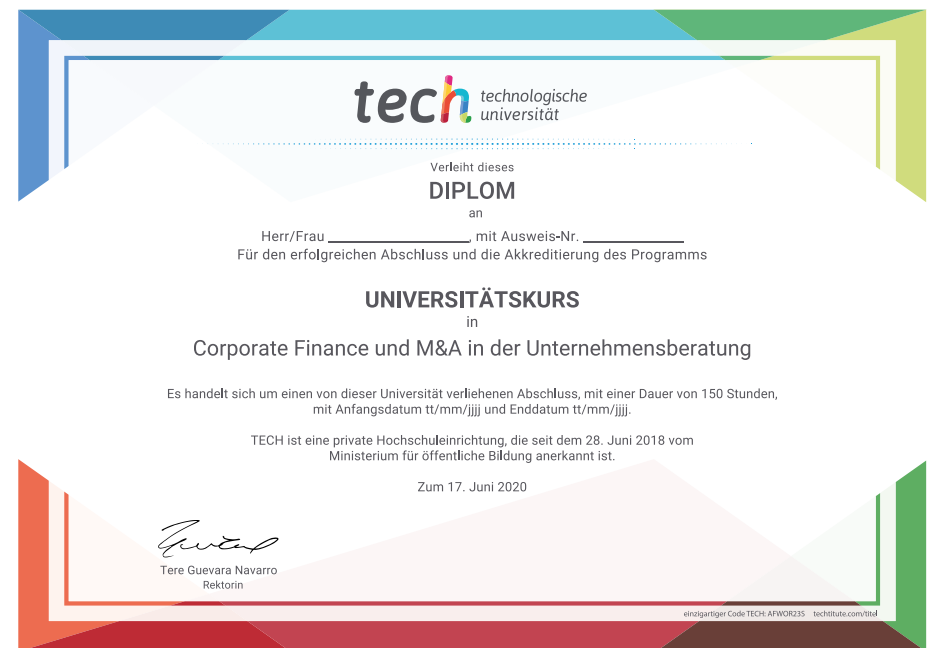 tech technologische
universität
Verleiht dieses
DIPLOM
an
Herr/Frau ____________________, mit Ausweis-Nr. ______________
Für den erfolgreichen Abschluss und die Akkreditierung des Programms
UNIVERSITÄTSKURS
in
Corporate Finance und M&A in der Unternehmensberatung
Es handelt sich um einen von dieser Universität verliehenen Abschluss, mit einer Dauer von 150 Stunden,
mit Anfangsdatum tt/mm/jjjj und Enddatum tt/mm/jjjj.
TECH ist eine private Hochschuleinrichtung, die seit dem 28. Juni 2018 vom
Ministerium für öffentliche Bildung anerkannt ist.
Zum 17. Juni 2020
Tere Guevara Navarro
Rektorin
einzigartiger Code TECH: AFWOR23S techtitute.com/titel